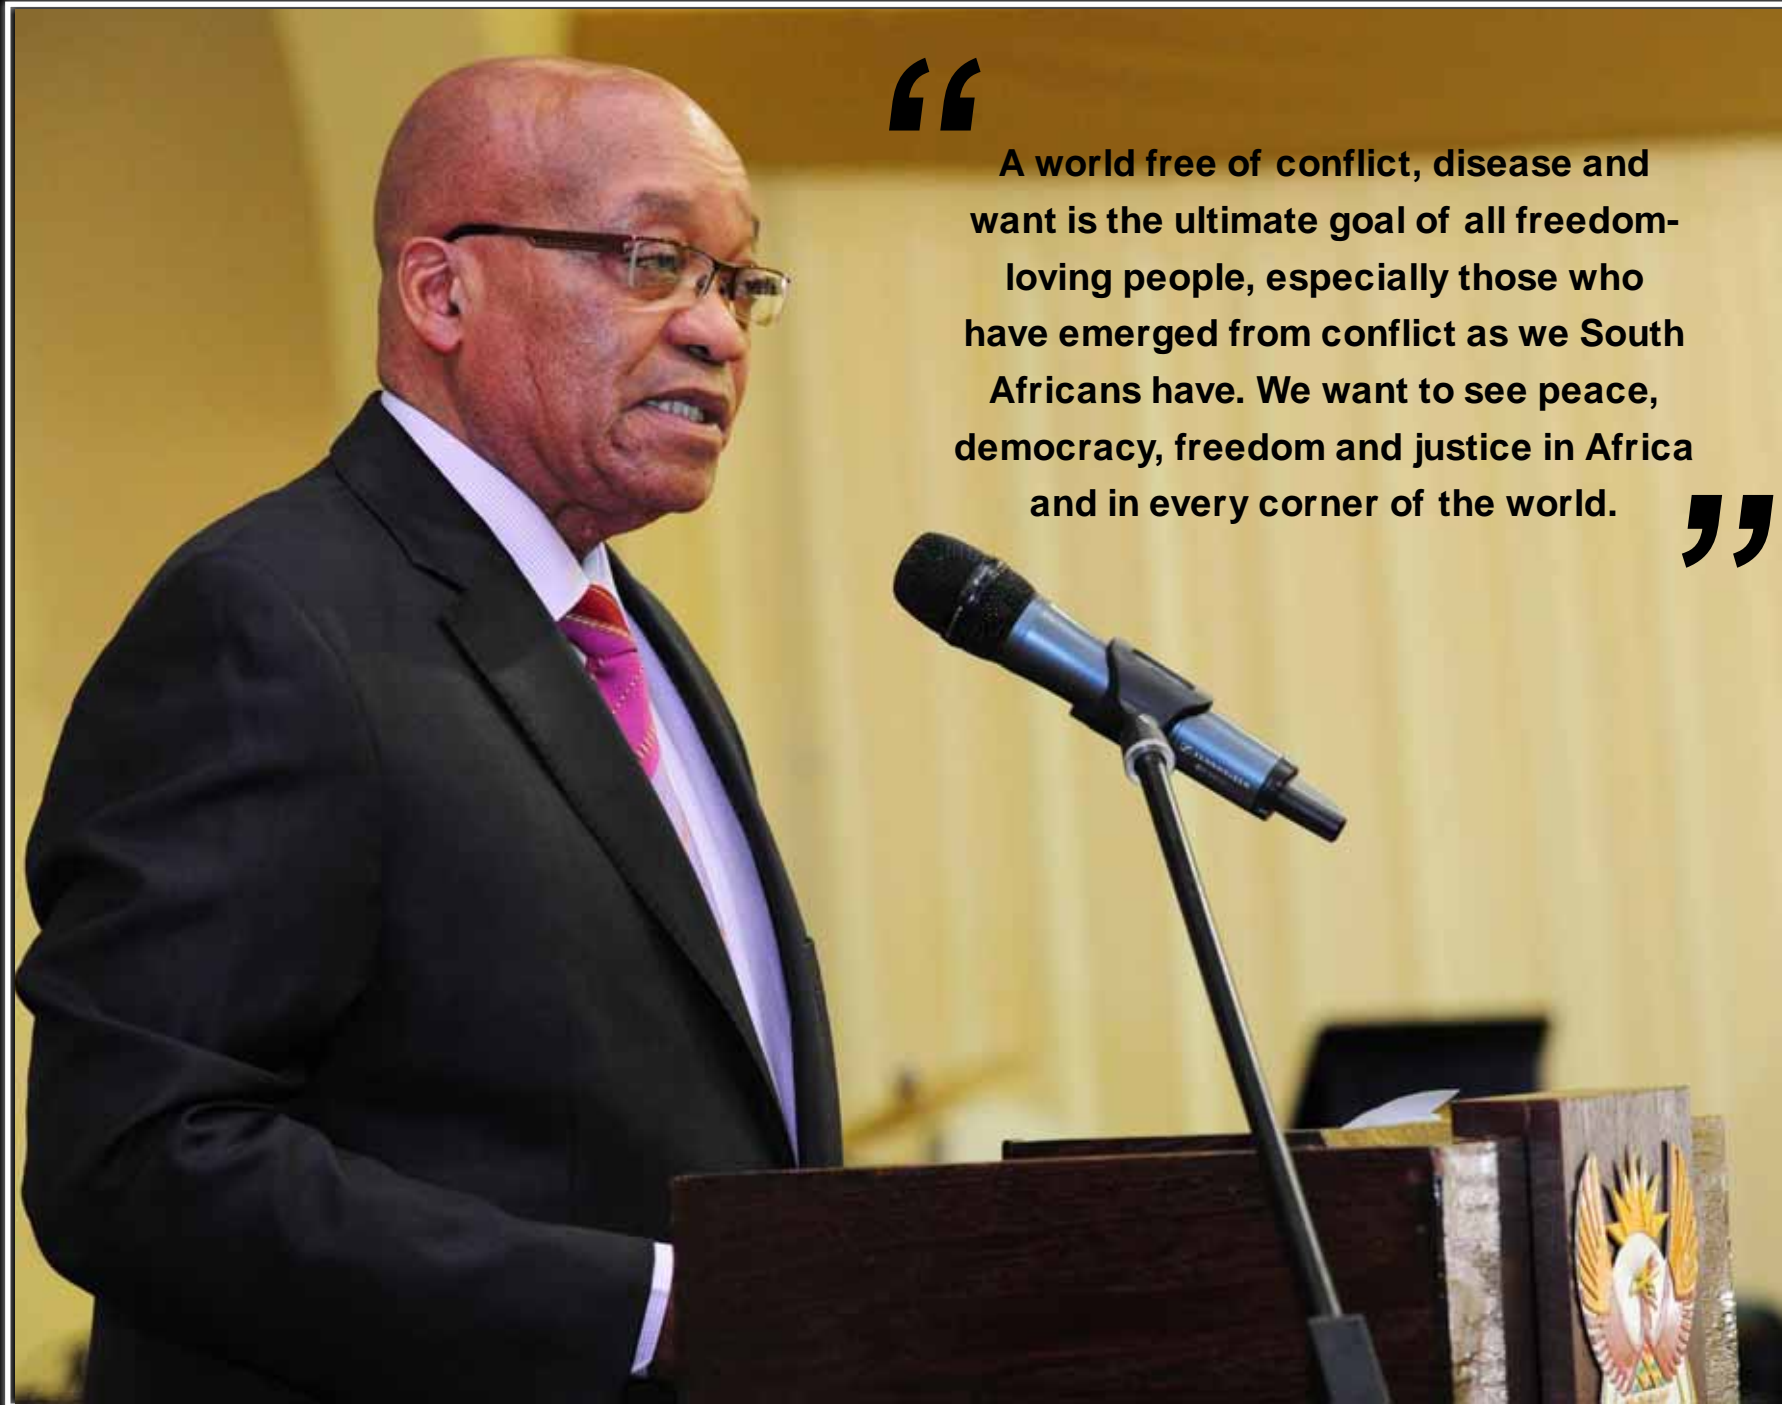 “
A world free of conflict, disease and
want is the ultimate goal of all freedom-
loving people, especially those who
have emerged from conflict as we South
Africans have. We want to see peace,
democracy, freedom and justice in Africa
and in every corner of the world.
”
SENNHEISER